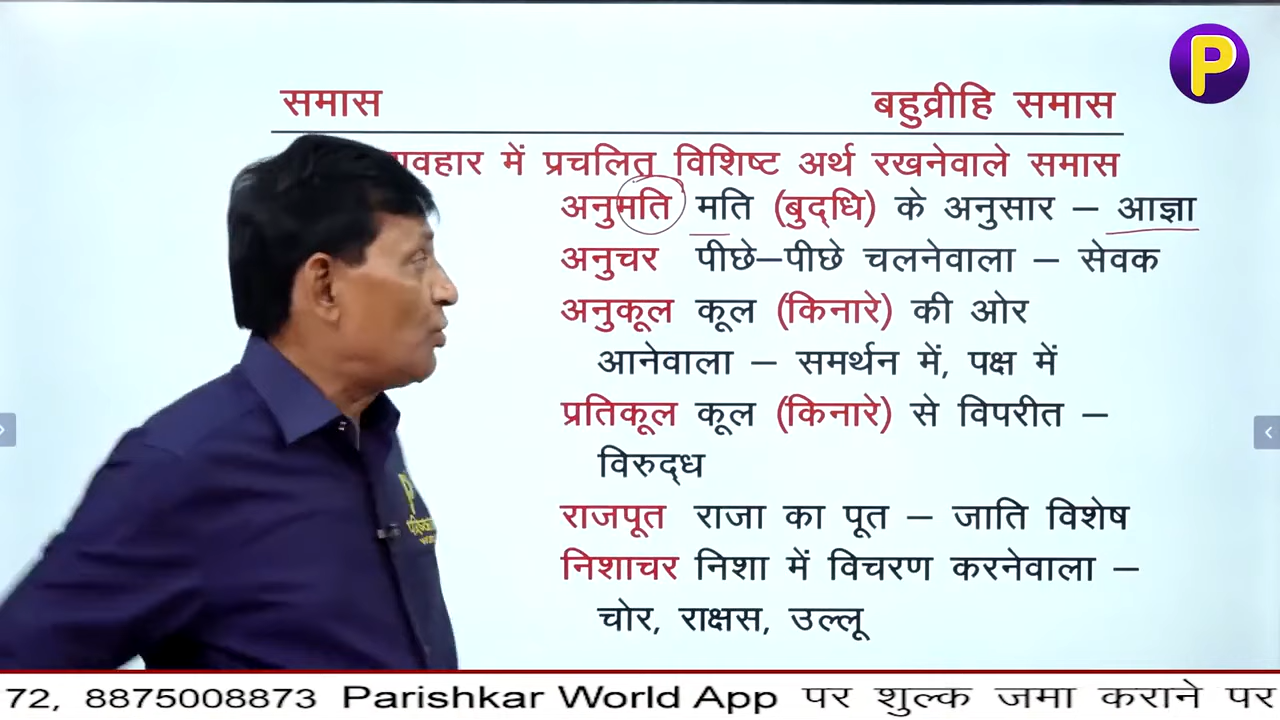 P
समास बहुव्रीहि समास
में प्रचलित विशिष्ट अर्थ रखनेवाले समास
अनुमति मति (बुद्‌धि) के अनुसार – आज्ञा
अनुचर पीछे–पीछे चलनेवाला – सेवक
अनुकूल कूल (किनारे) की ओर
आनेवाला – समर्थन में, पक्ष में
प्रतिकूल कूल (किनारे) से विपरीत –
विरुद्‌ध
राजपूत राजा का पूत – जाति विशेष
निशाचर निशा में विचरण करनेवाला –
चोर, राक्षस, उल्लू
72, 8875008873 Parishkar World App पर शुल्क जमा कराने पर